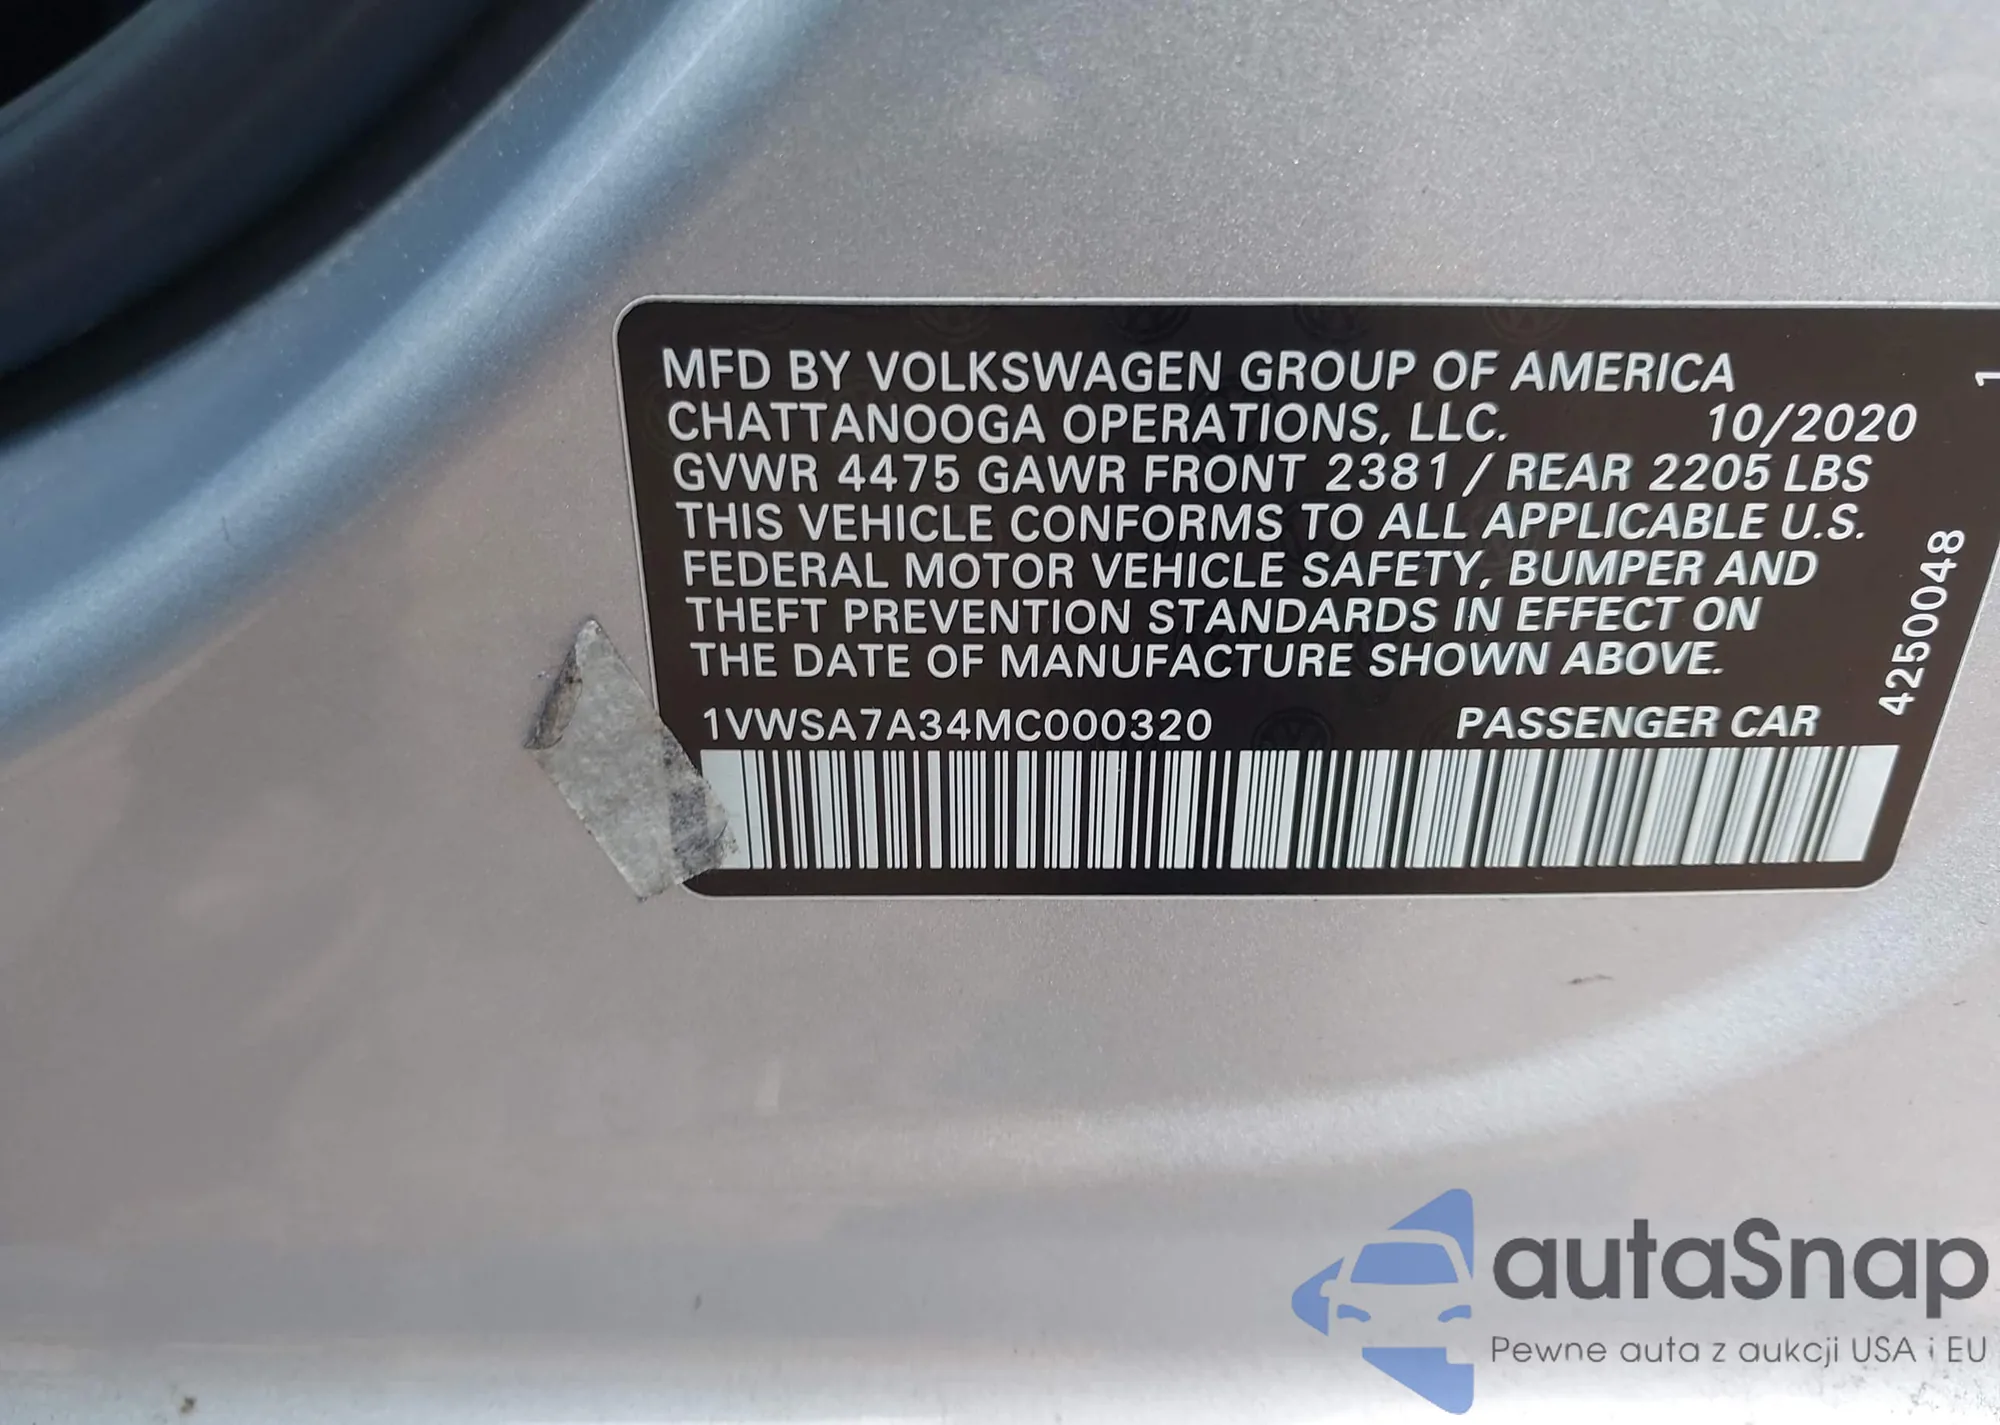 MFD BY VOLKSWAGEN GROUP OF AMERICA
CHATTANOOGA OPERATIONS, LLC. 10/2020
GVWR 4475 GAWR FRONT 2381 / REAR 2205 LBS
THIS VEHICLE CONFORMS TO ALL APPLICABLE U.S.
FEDERAL MOTOR VEHICLE SAFETY, BUMPER AND
THEFT PREVENTION STANDARDS IN EFFECT ON
THE DATE OF MANUFACTURE SHOWN ABOVE.
1VWSA7A34MC000320 PASSENGER CAR
4250048
1
autaSnap
Pewne auta z aukcji USA i EU